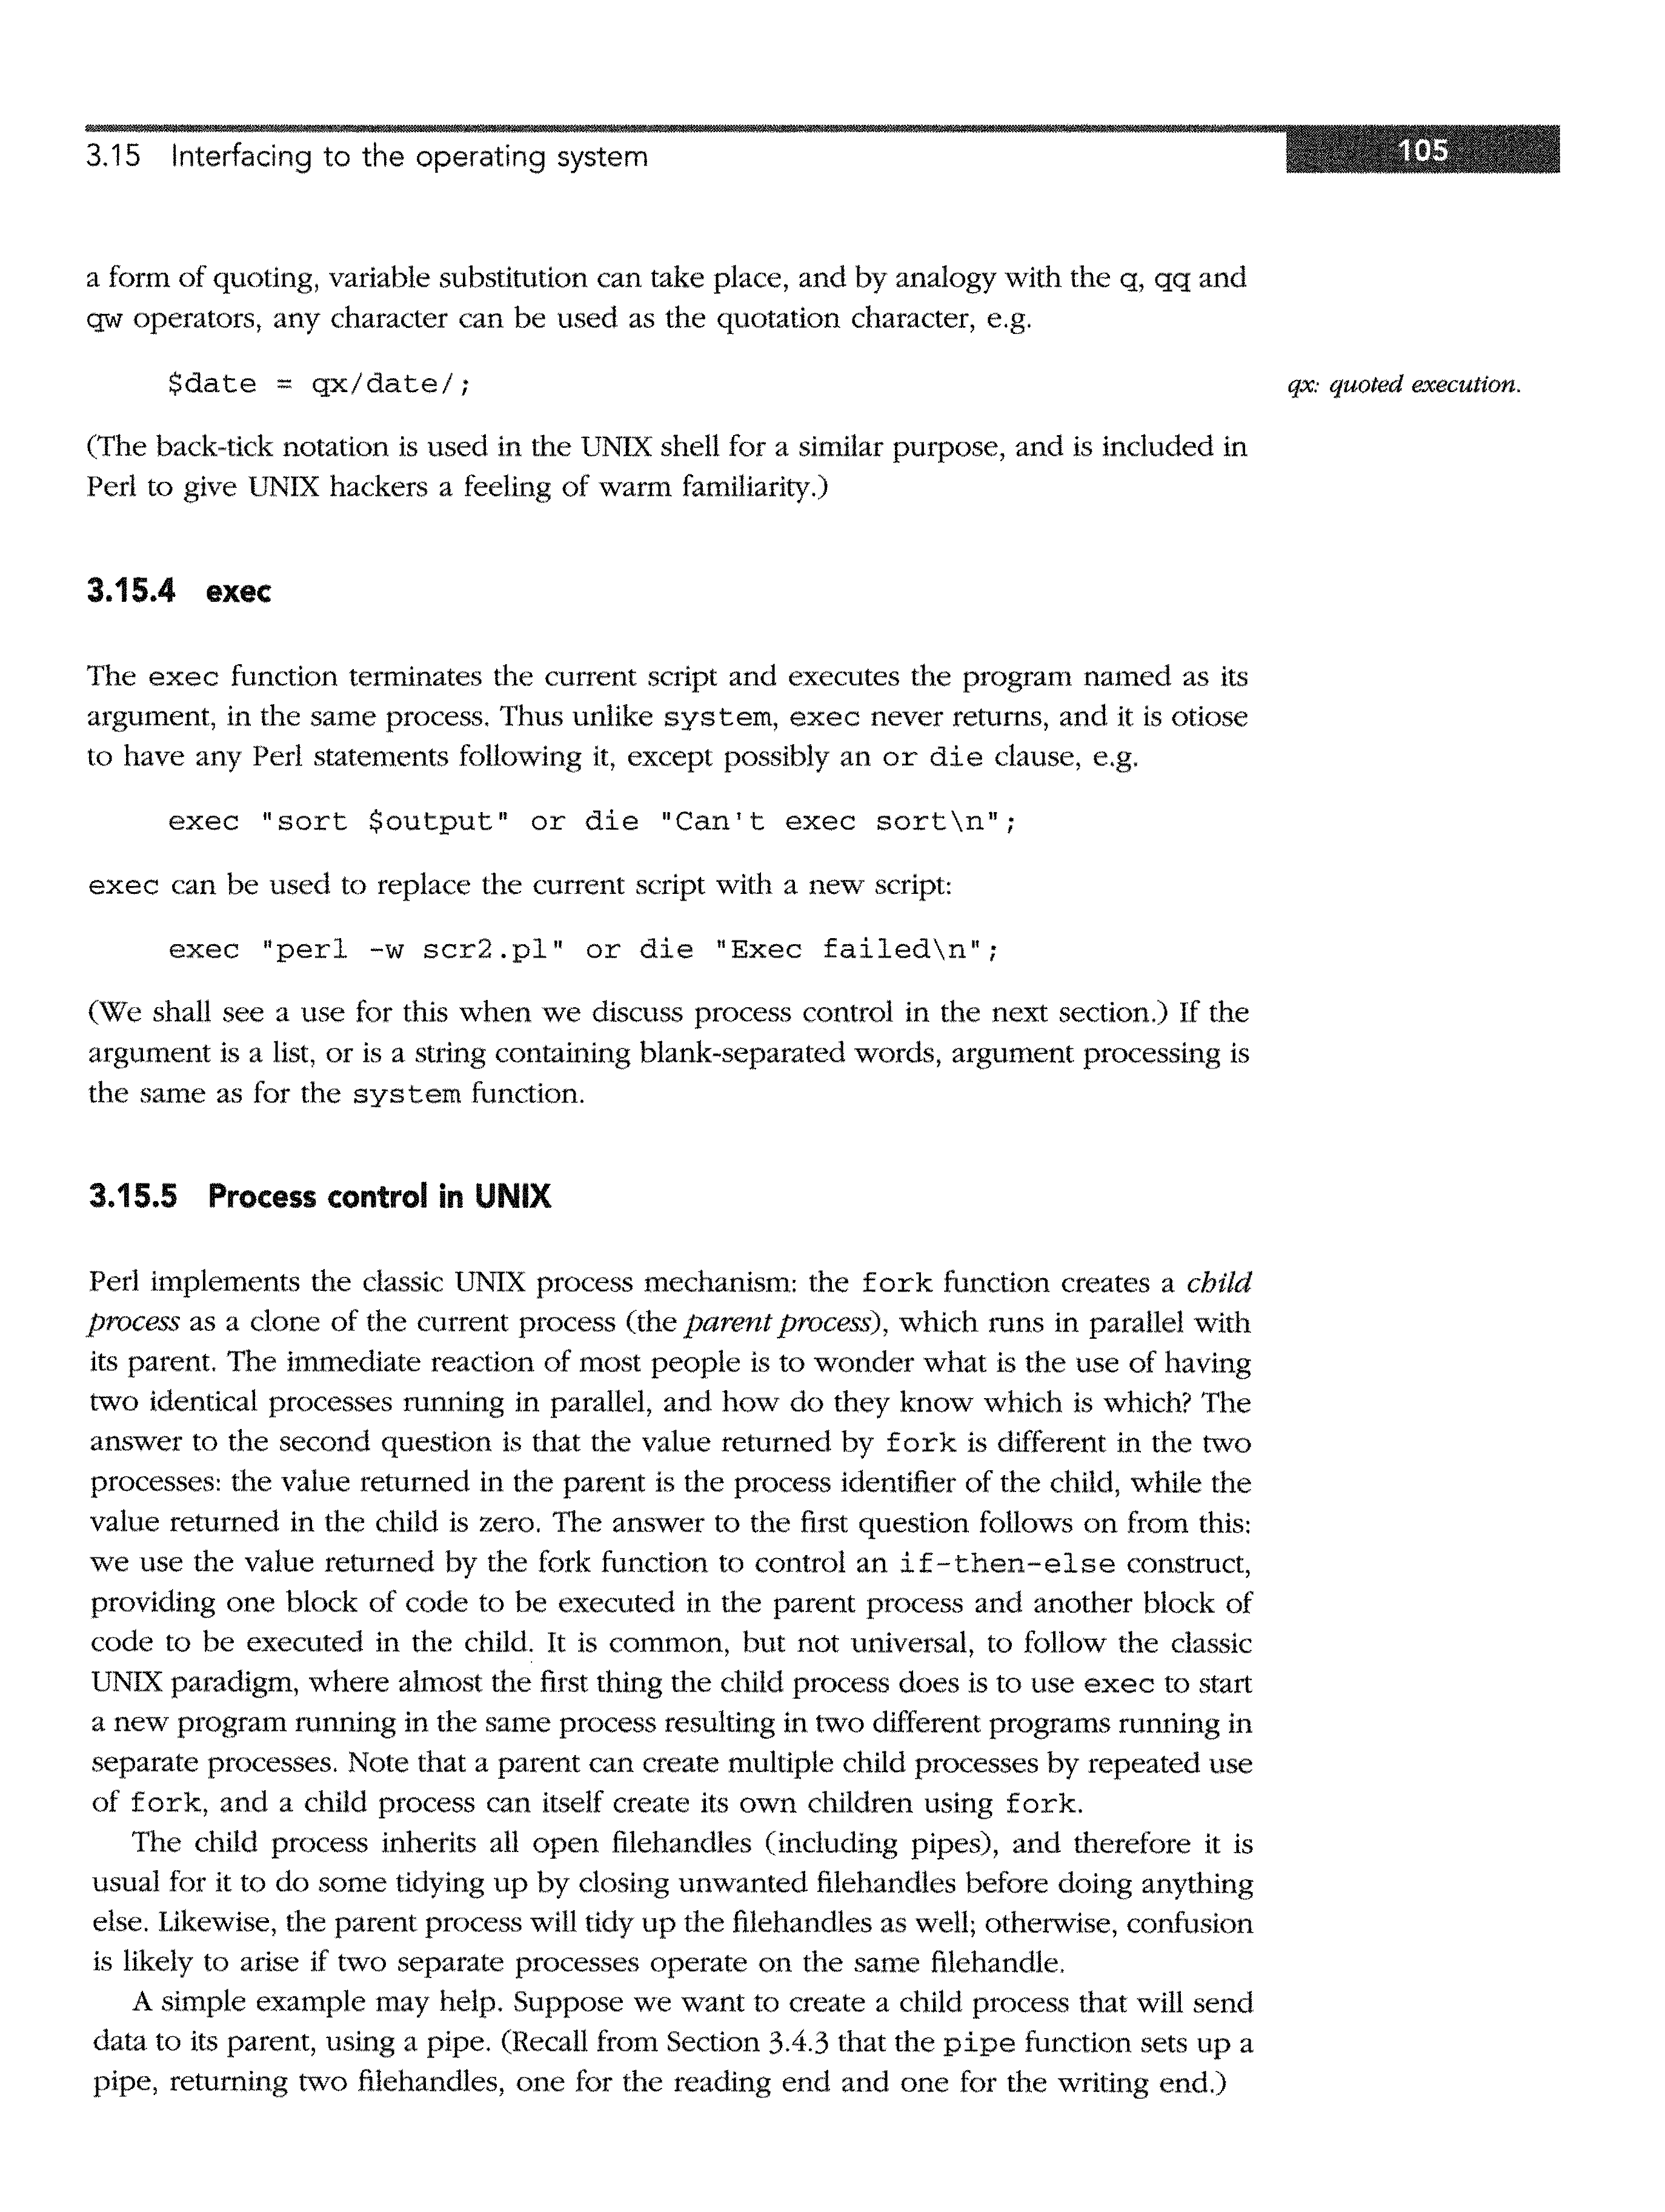 3.15 Interfacing to the operating system 105
a form of quoting, variable substitution can take place, and by analogy with the q, qq and
qw operators, any character can be used as the quotation character, e.g.
$date = qx/date/;
qx: quoted execution.
(The back-tick notation is used in the UNIX shell for a similar purpose, and is included in
Perl to give UNIX hackers a feeling of warm familiarity.)
3.15.4 exec
The exec function terminates the current script and executes the program named as its
argument, in the same process. Thus unlike system, exec never returns, and it is otiose
to have any Perl statements following it, except possibly an or die clause, e.g.
exec "sort $output" or die "Can't exec sort\n";
exec can be used to replace the current script with a new script:
exec "perl -w scr2.pl" or die "Exec failed\n";
(We shall see a use for this when we discuss process control in the next section.) If the
argument is a list, or is a string containing blank-separated words, argument processing is
the same as for the system function.
3.15.5 Process control in UNIX
Perl implements the classic UNIX process mechanism: the fork function creates a child
process as a clone of the current process (the parent process), which runs in parallel with
its parent. The immediate reaction of most people is to wonder what is the use of having
two identical processes running in parallel, and how do they know which is which? The
answer to the second question is that the value returned by fork is different in the two
processes: the value returned in the parent is the process identifier of the child, while the
value returned in the child is zero. The answer to the first question follows on from this:
we use the value returned by the fork function to control an if-then-else construct,
providing one block of code to be executed in the parent process and another block of
code to be executed in the child. It is common, but not universal, to follow the classic
UNIX paradigm, where almost the first thing the child process does is to use exec to start
a new program running in the same process resulting in two different programs running in
separate processes. Note that a parent can create multiple child processes by repeated use
of fork, and a child process can itself create its own children using fork.
The child process inherits all open filehandles (including pipes), and therefore it is
usual for it to do some tidying up by closing unwanted filehandles before doing anything
else. Likewise, the parent process will tidy up the filehandles as well; otherwise, confusion
is likely to arise if two separate processes operate on the same filehandle.
A simple example may help. Suppose we want to create a child process that will send
data to its parent, using a pipe. (Recall from Section 3.4.3 that the pipe function sets up a
pipe, returning two filehandles, one for the reading end and one for the writing end.)